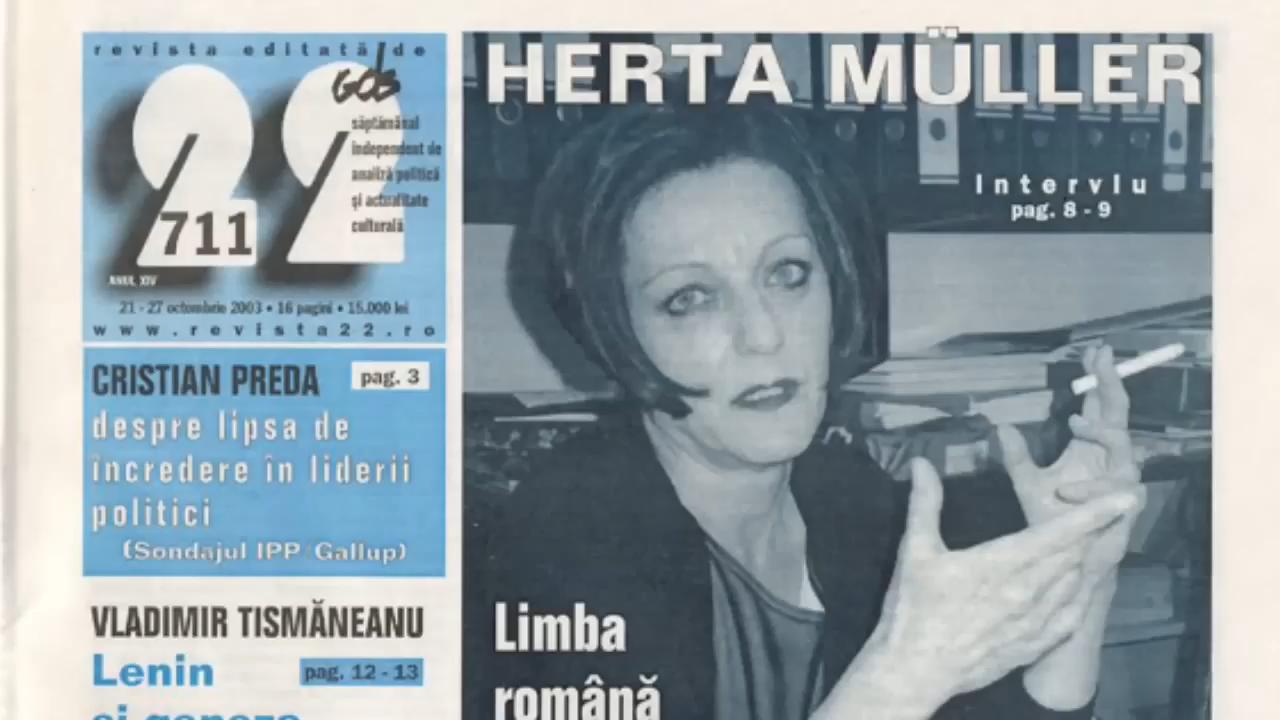 revista editată de
GDS
22
săptămânal
independent de
analiză politică
și actualitate
culturală
711
ANUL XIV
21 - 27 octombrie 2003 • 16 pagini • 15.000 lei
www.revista22.ro
CRISTIAN PREDA
pag. 3
despre lipsa de
încredere în liderii
politici
(Sondajul IPP Gallup)
VLADIMIR TISMĂNEANU
Lenin
pag. 12 - 13
și geneza
HERTA MÜLLER
Interviu
pag. 8 - 9
Limba
română